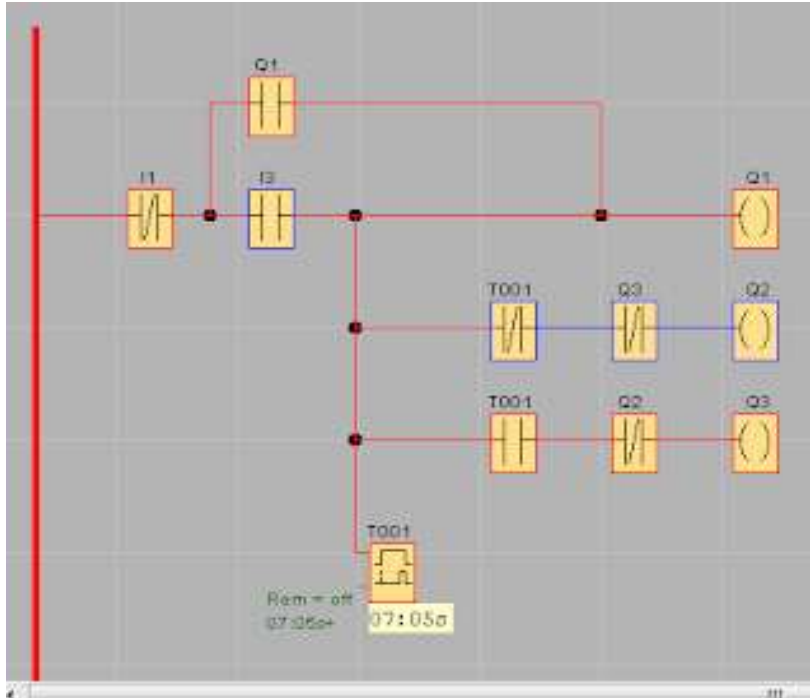 Q1
I1 I3 Q1
T001 Q3 Q2
T001 Q2 Q3
T001
Rem = off
07:05s+
07:05s